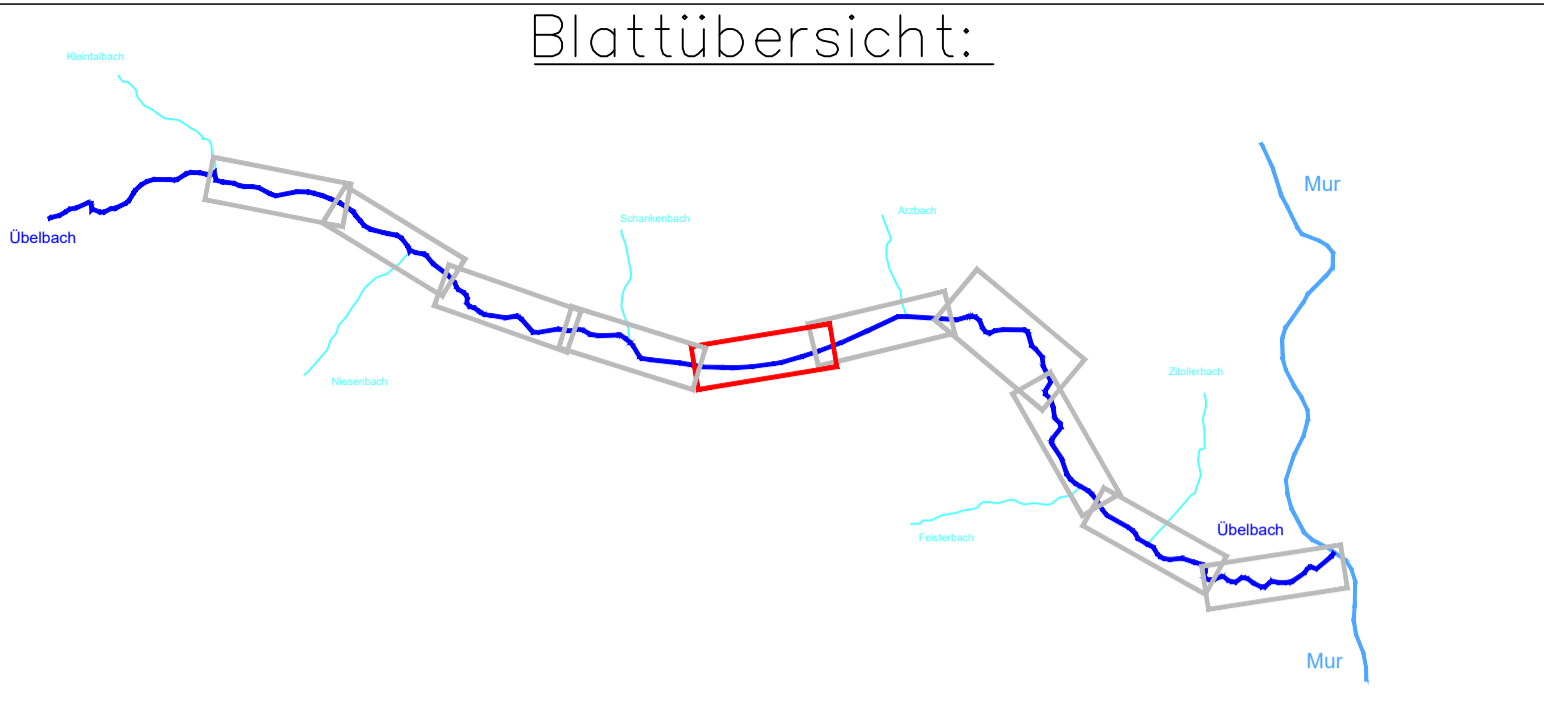 Blattübersicht:
Kleintalbach
Mur
Übelbach
Schankenbach
Arzbach
Niesenbach
Zitollerbach
Feisterbach
Übelbach
Mur